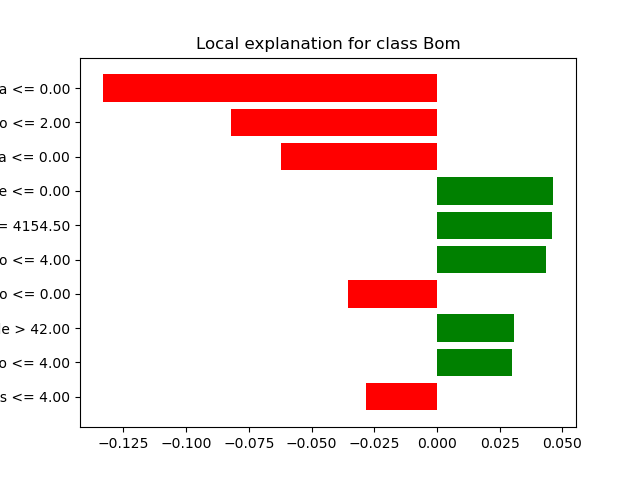 Local explanation for class Bom
a <= 0.00
o <= 2.00
a <= 0.00
e <= 0.00
= 4154.50
o <= 4.00
o <= 0.00
le > 42.00
o <= 4.00
s <= 4.00
−0.125 −0.100 −0.075 −0.050 −0.025 0.000 0.025 0.050